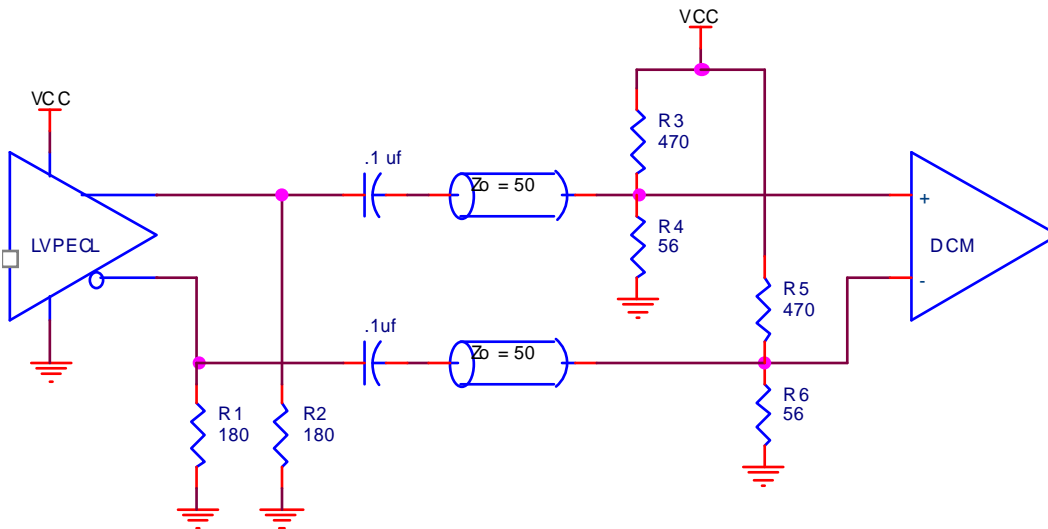 VCC
VCC
R3
470
.1 uf
Zo = 50
R4
56
+
LVPECL
DCM
R5
470
-
.1uf
Zo = 50
R6
56
R1
180
R2
180